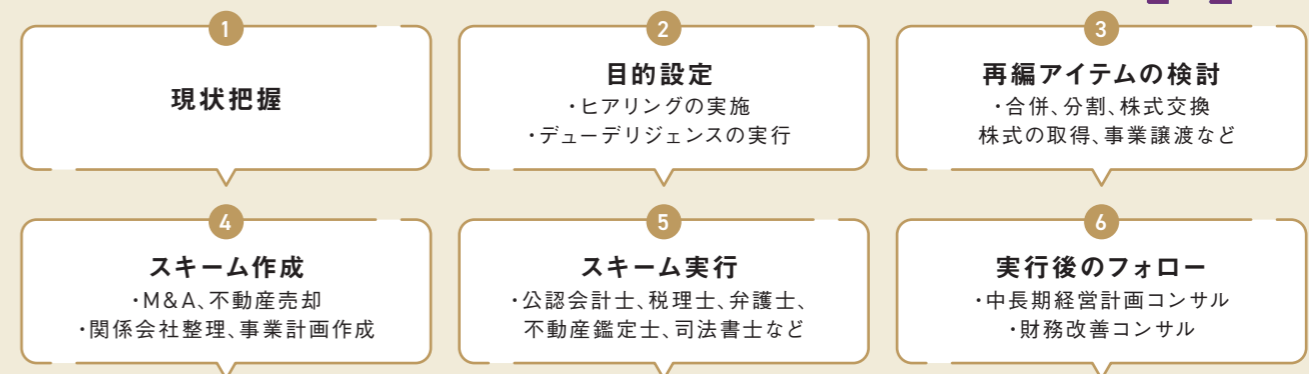 1
現状把握
2
目的設定
・ヒアリングの実施
・デューデリジェンスの実行
3
再編アイテムの検討
・合併、分割、株式交換
株式の取得、事業譲渡など
4
スキーム作成
・M&A、不動産売却
・関係会社整理、事業計画作成
5
スキーム実行
・公認会計士、税理士、弁護士、
不動産鑑定士、司法書士など
6
実行後のフォロー
・中長期経営計画コンサル
・財務改善コンサル